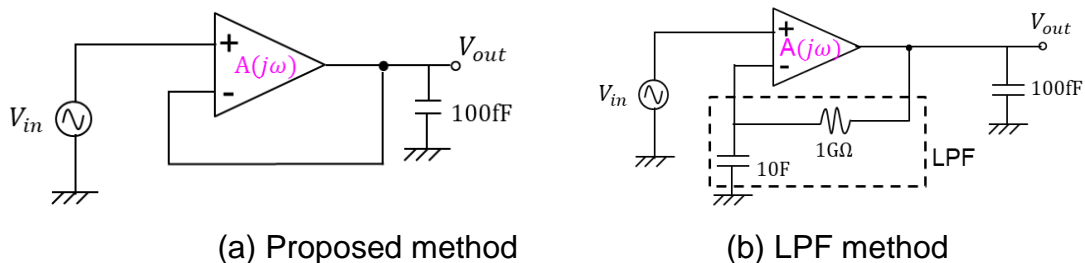 +
A(jω)
-
V_in
V_out
100fF
+
A(jω)
-
V_in
V_out
100fF
1GΩ
10F
LPF
(a) Proposed method
(b) LPF method